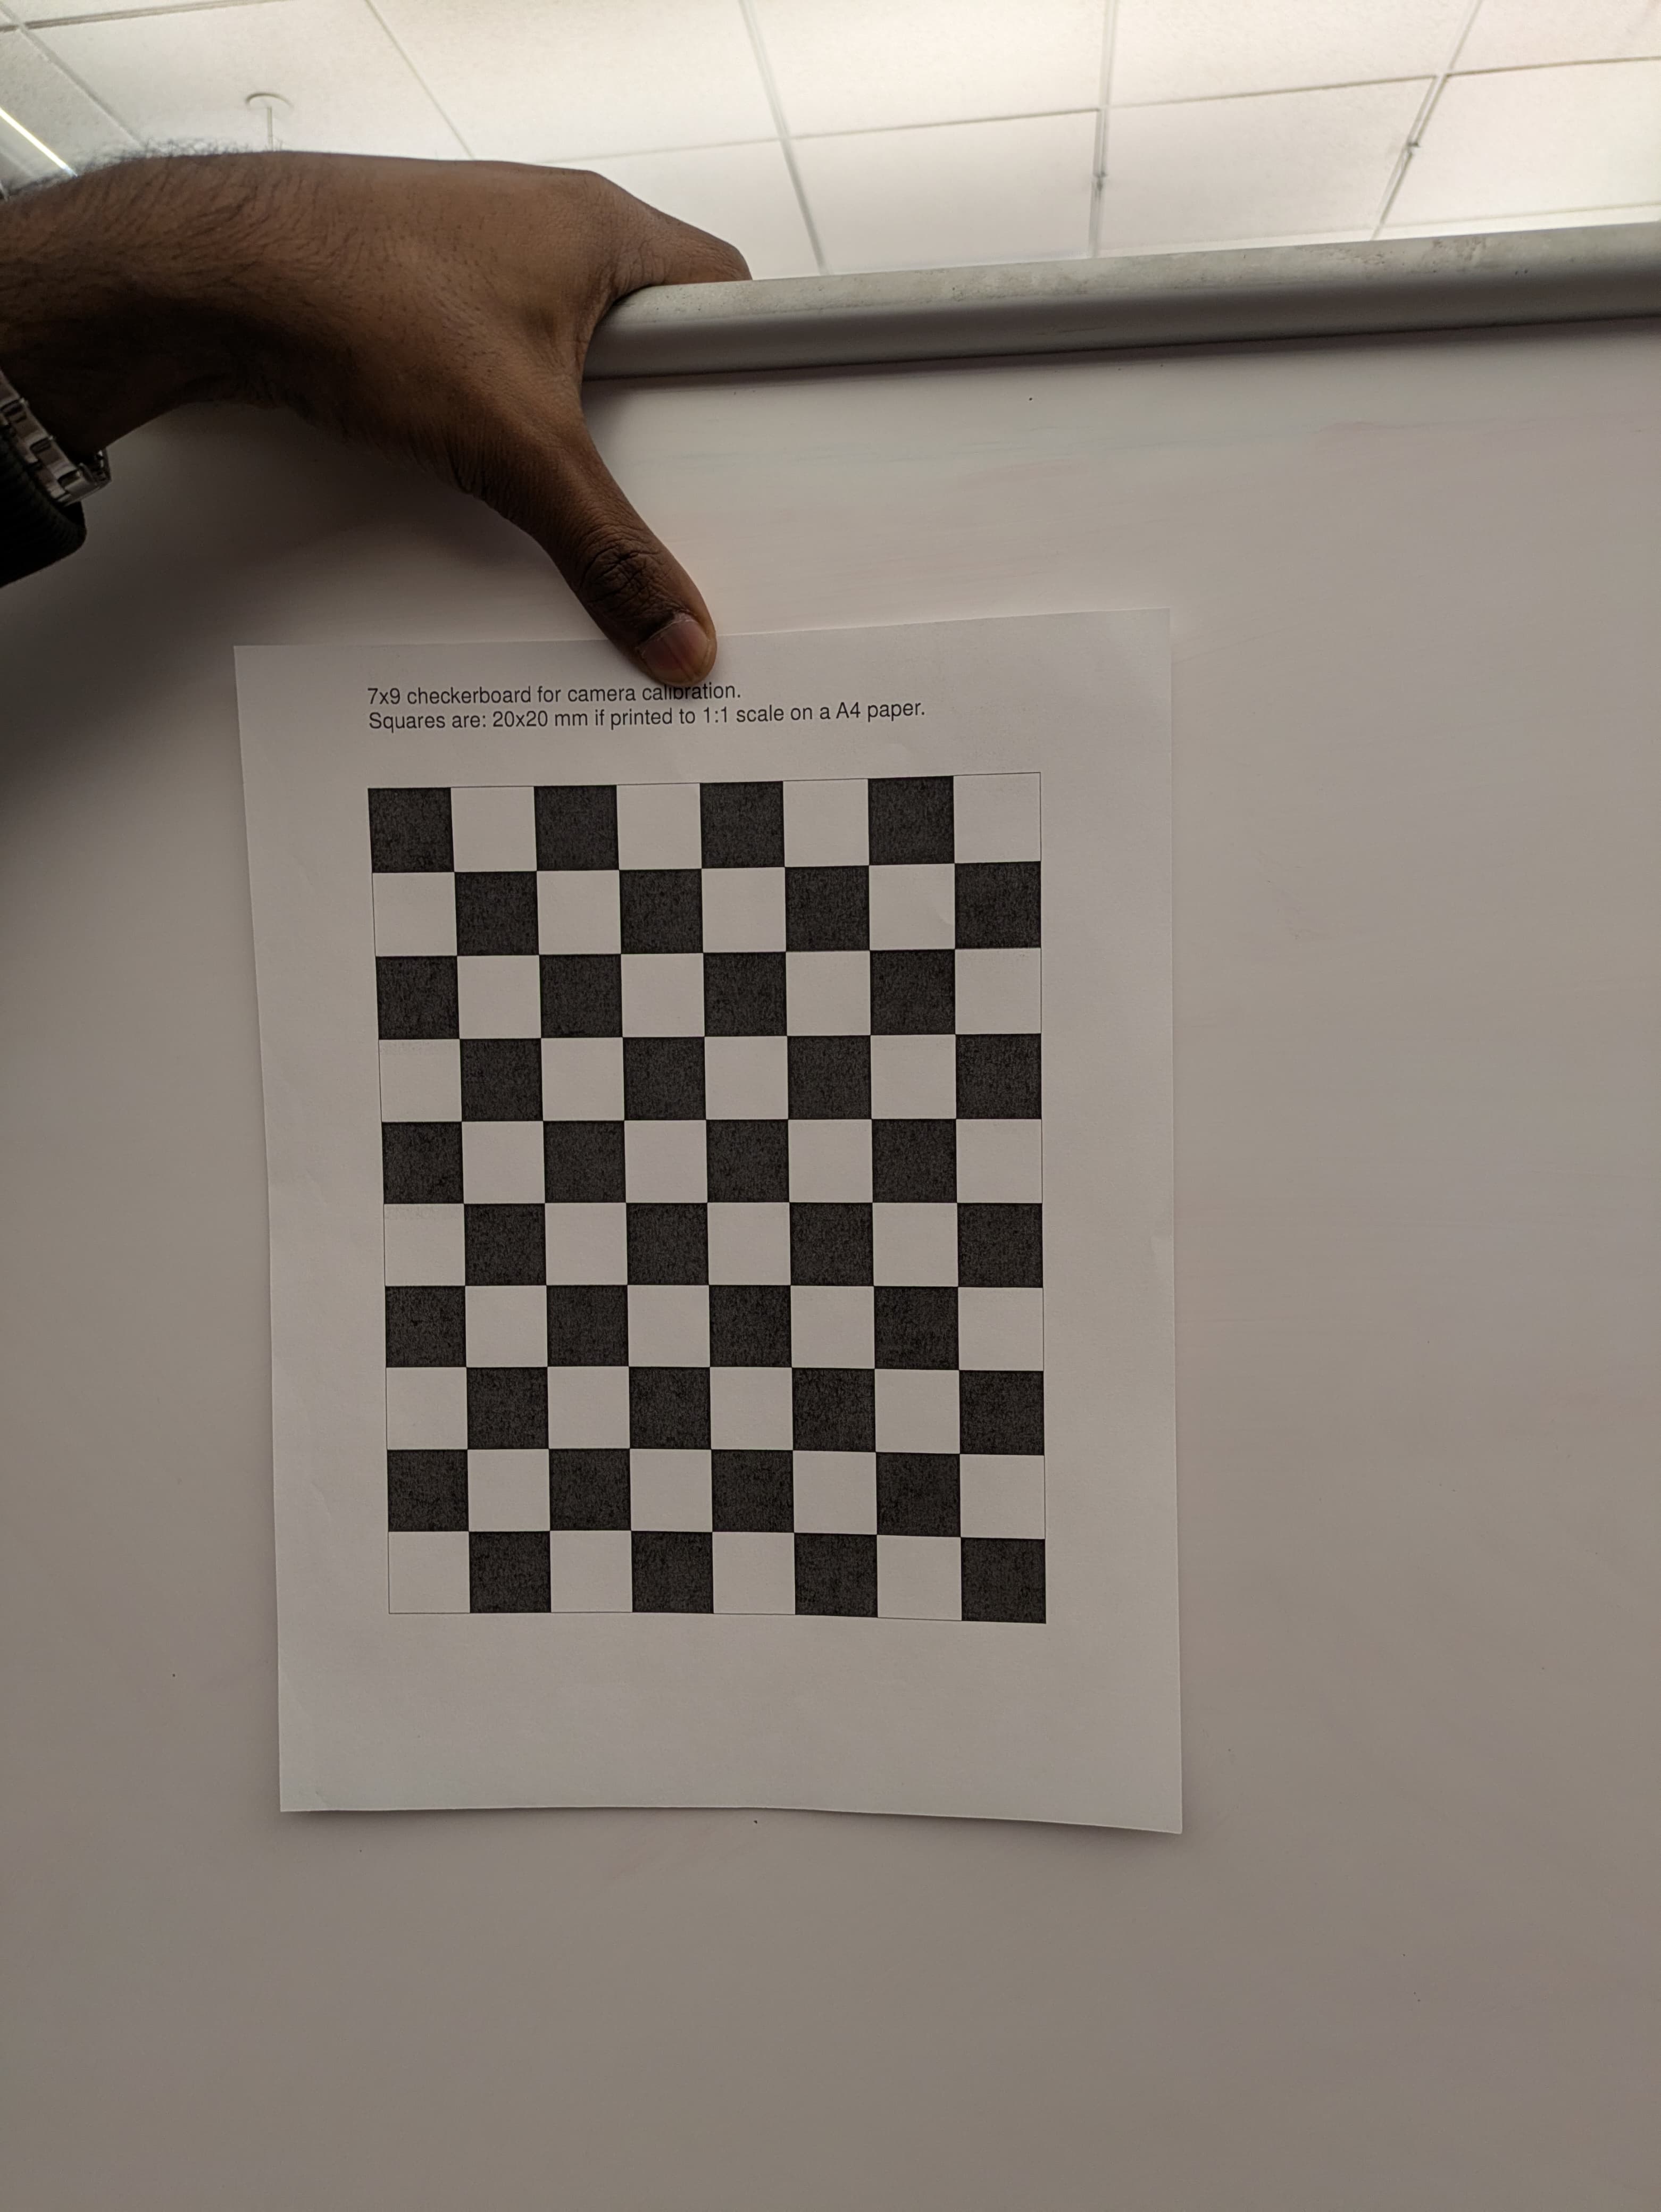 7x9 checkerboard for camera calibration.
Squares are: 20x20 mm if printed to 1:1 scale on a A4 paper.